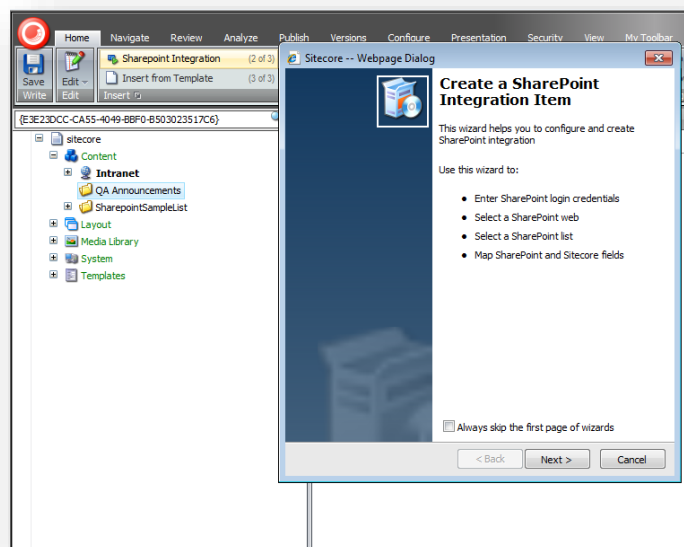 Home Navigate Review Analyze Publish Versions Configure Presentation Security View My Toolbar
Save
Write
Edit
Edit
Sharepoint Integration (2 of 3)
Insert from Template (3 of 3)
Insert
{E3E23DCC-CA55-4049-BBF0-B503023517C6}
sitecore
Content
Intranet
QA Announcements
SharepointSampleList
Layout
Media Library
System
Templates
Sitecore -- Webpage Dialog
Create a SharePoint
Integration Item
This wizard helps you to configure and create
SharePoint integration
Use this wizard to:
• Enter SharePoint login credentials
• Select a SharePoint web
• Select a SharePoint list
• Map SharePoint and Sitecore fields
Always skip the first page of wizards
< Back Next > Cancel